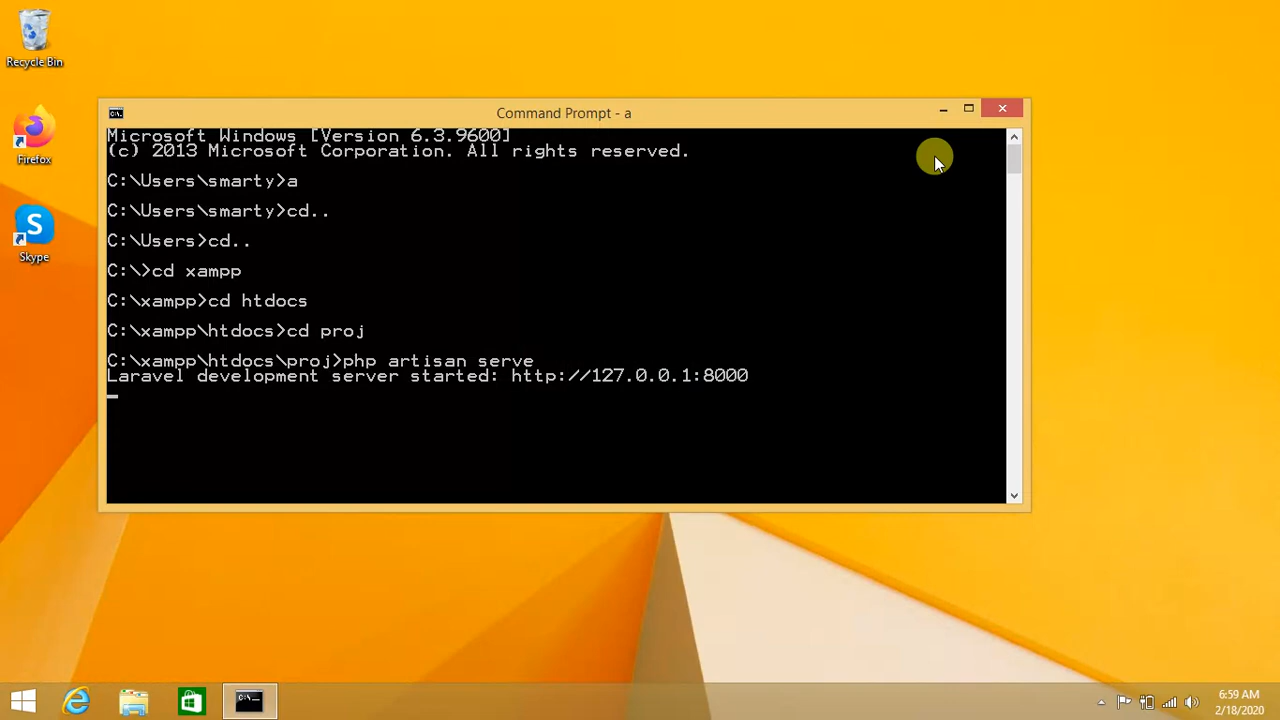 Recycle Bin
Firefox
S
Skype
Command Prompt - a
Microsoft Windows [Version 6.3.9600]
(c) 2013 Microsoft Corporation. All rights reserved.
C:\Users\smarty>a
C:\Users\smarty>cd..
C:\Users>cd..
C:\>cd xampp
C:\xampp>cd htdocs
C:\xampp\htdocs>cd proj
C:\xampp\htdocs\proj>php artisan serve
Laravel development server started: http://127.0.0.1:8000
6:59 AM
2/18/2020